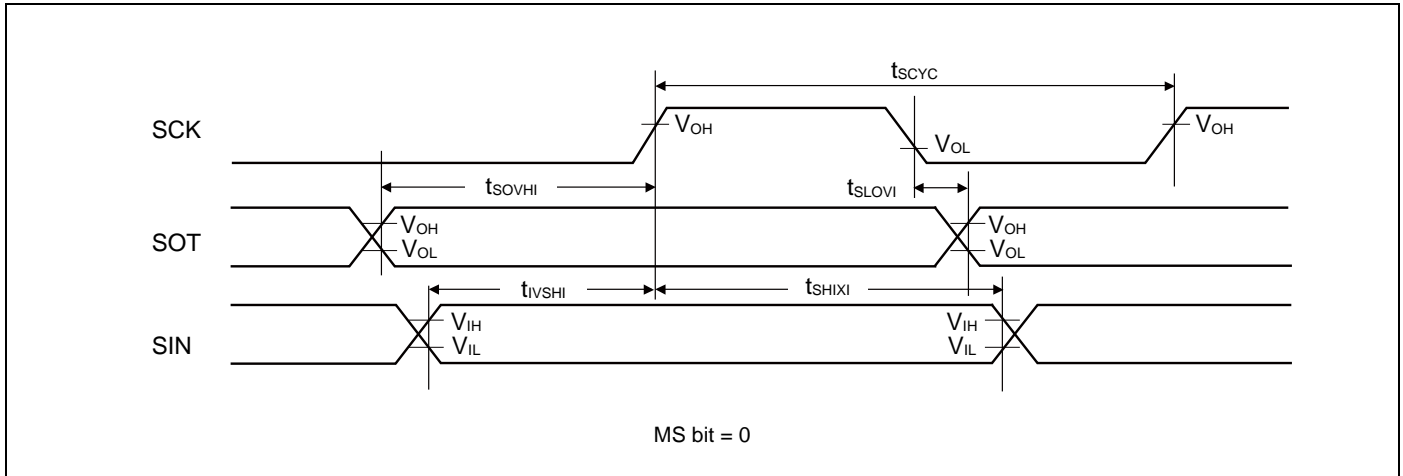 tSCYC
SCK
VOH
VOL
VOH
tSOVHI
tSLOVI
SOT
VOH
VOL
VOH
VOL
tIVSHI
tSHIXI
SIN
VIH
VIL
VIH
VIL
MS bit = 0